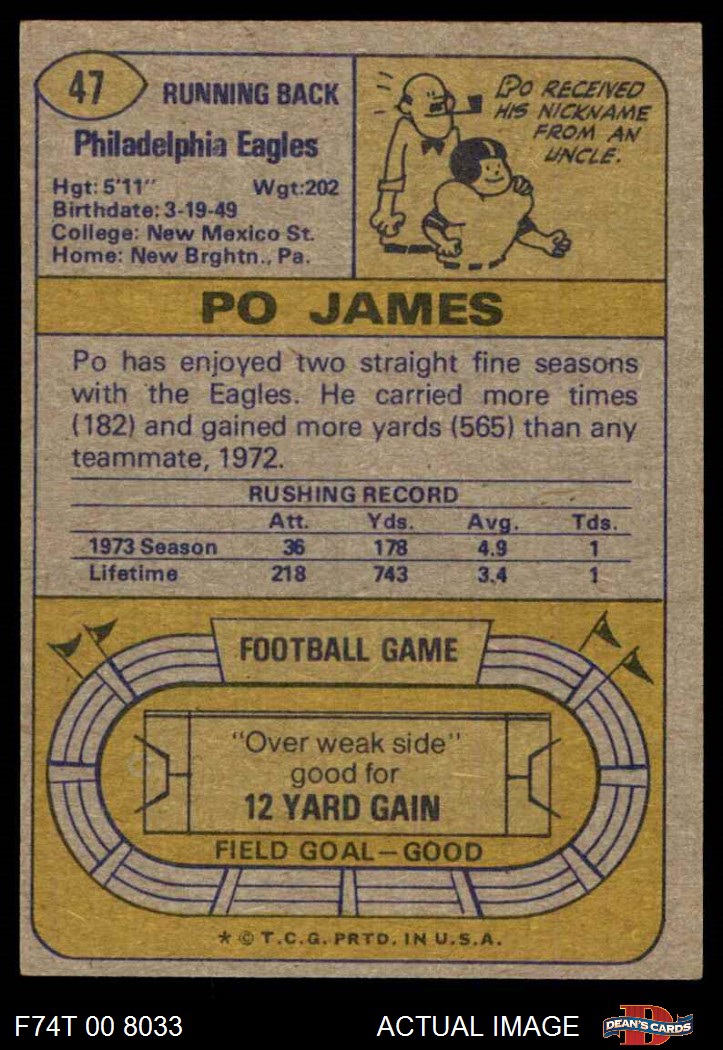 47
RUNNING BACK
Philadelphia Eagles
Hgt: 5'11" Wgt:202
Birthdate: 3-19-49
College: New Mexico St.
Home: New Brghtn., Pa.
PO RECEIVED
HIS NICKNAME
FROM AN
UNCLE.
PO JAMES
Po has enjoyed two straight fine seasons
with the Eagles. He carried more times
(182) and gained more yards (565) than any
teammate, 1972.
RUSHING RECORD
Att. Yds. Avg. Tds.
1973 Season 36 178 4.9 1
Lifetime 218 743 3.4 1
FOOTBALL GAME
"Over weak side"
good for
12 YARD GAIN
FIELD GOAL—GOOD
* © T.C.G. PRTD. IN U.S.A.
F74T 00 8033 ACTUAL IMAGE DEAN'S CARDS